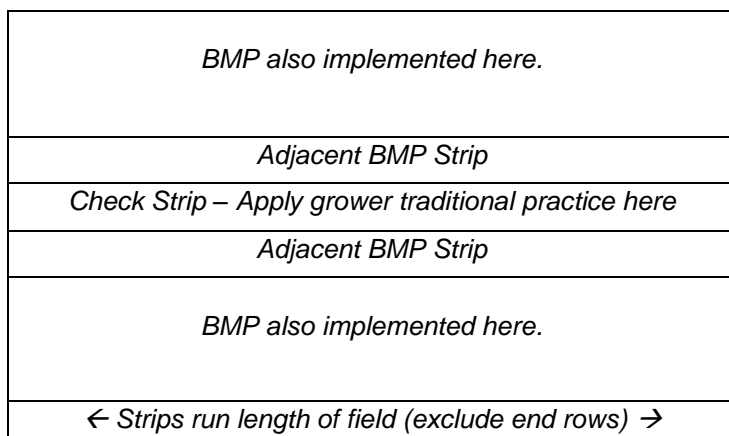 BMP also implemented here.
Adjacent BMP Strip
Check Strip – Apply grower traditional practice here
Adjacent BMP Strip
BMP also implemented here.
← Strips run length of field (exclude end rows) →